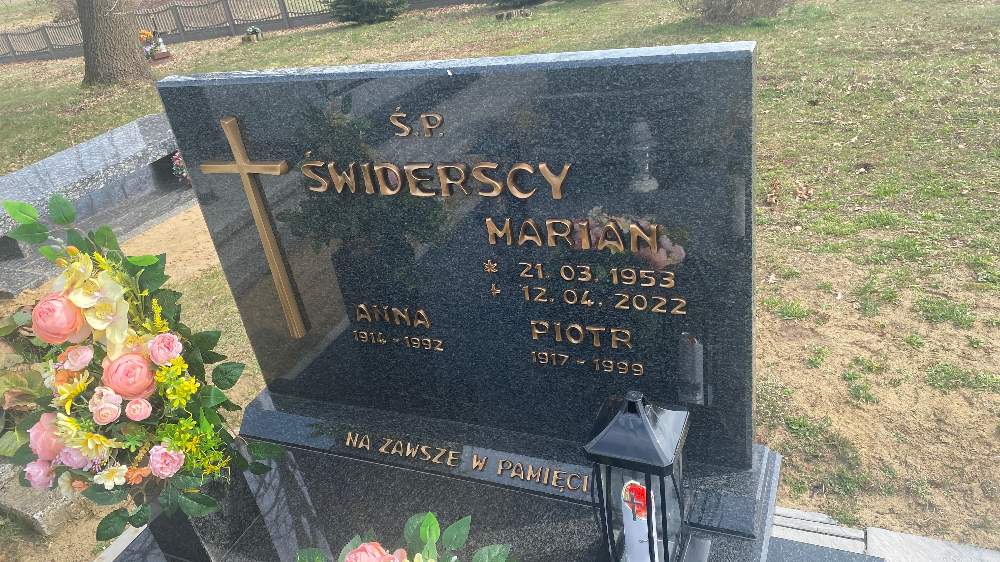 Ś.P.
ŚWIDERSCY
MARIAN
* 21. 03. 1953
+ 12. 04. 2022
ANNA
1914 - 1992
PIOTR
1917 - 1999
NA ZAWSZE W PAMIĘCI